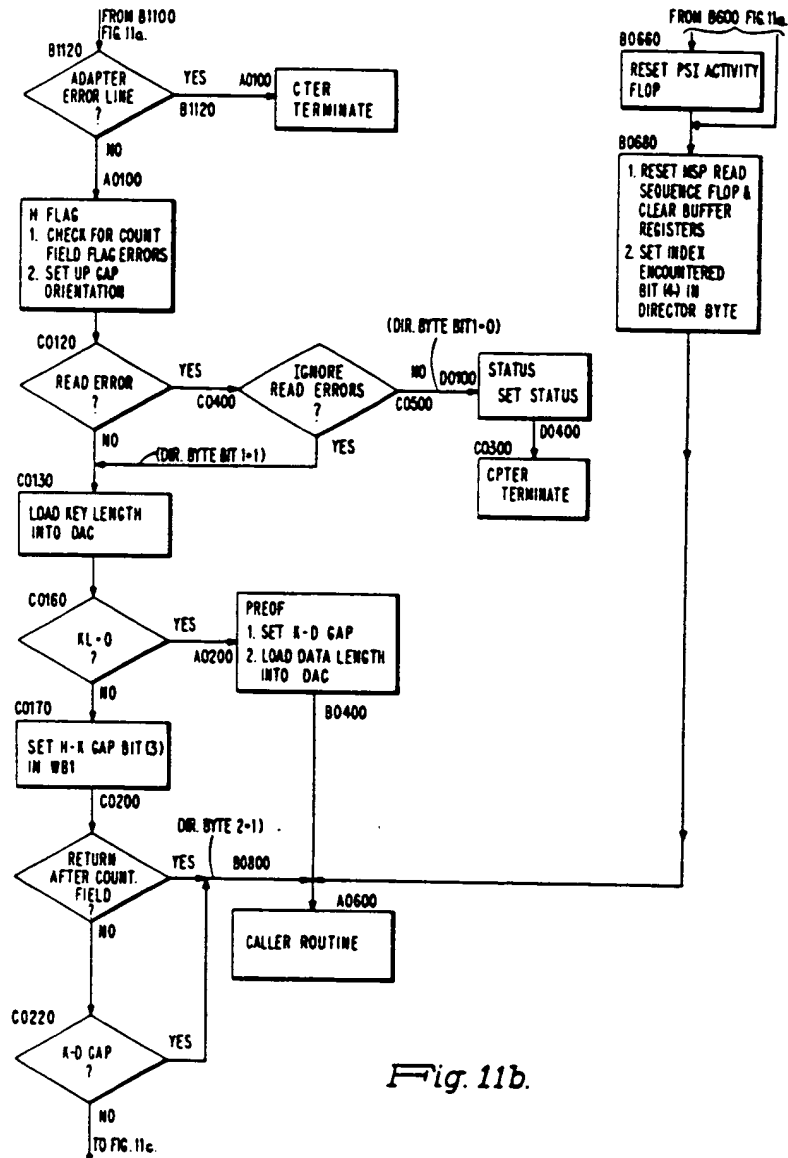 FROM B1100
FIG. 11a.
B1120
ADAPTER
ERROR LINE
?
YES
B1120
A0100
CTER
TERMINATE
NO
A0100
H FLAG
1. CHECK FOR COUNT
FIELD FLAG ERRORS
2. SET UP GAP
ORIENTATION
C0120
READ ERROR
?
YES
C0400
IGNORE
READ ERRORS
?
(DIR. BYTE BIT 1=0)
NO
C0500
D0100
STATUS
SET STATUS
D0400
C0300
CPTER
TERMINATE
NO
YES
(DIR. BYTE BIT 1=1)
C0130
LOAD KEY LENGTH
INTO DAC
C0160
KL=0
?
YES
A0200
PREOF
1. SET K-D GAP
2. LOAD DATA LENGTH
INTO DAC
B0400
NO
C0170
SET H-K GAP BIT(3)
IN WB1
C0200
RETURN
AFTER COUNT.
FIELD
?
YES
DIR. BYTE 2=1)
B0800
NO
A0600
CALLER ROUTINE
C0220
K-D GAP
?
YES
NO
TO FIG. 11c.
FROM B600 FIG. 11a.
B0660
RESET PSI ACTIVITY
FLOP
B0680
1. RESET MSP READ
SEQUENCE FLOP &
CLEAR BUFFER
REGISTERS
2. SET INDEX
ENCOUNTERED
BIT (4) IN
DIRECTOR BYTE
Fig. 11b.